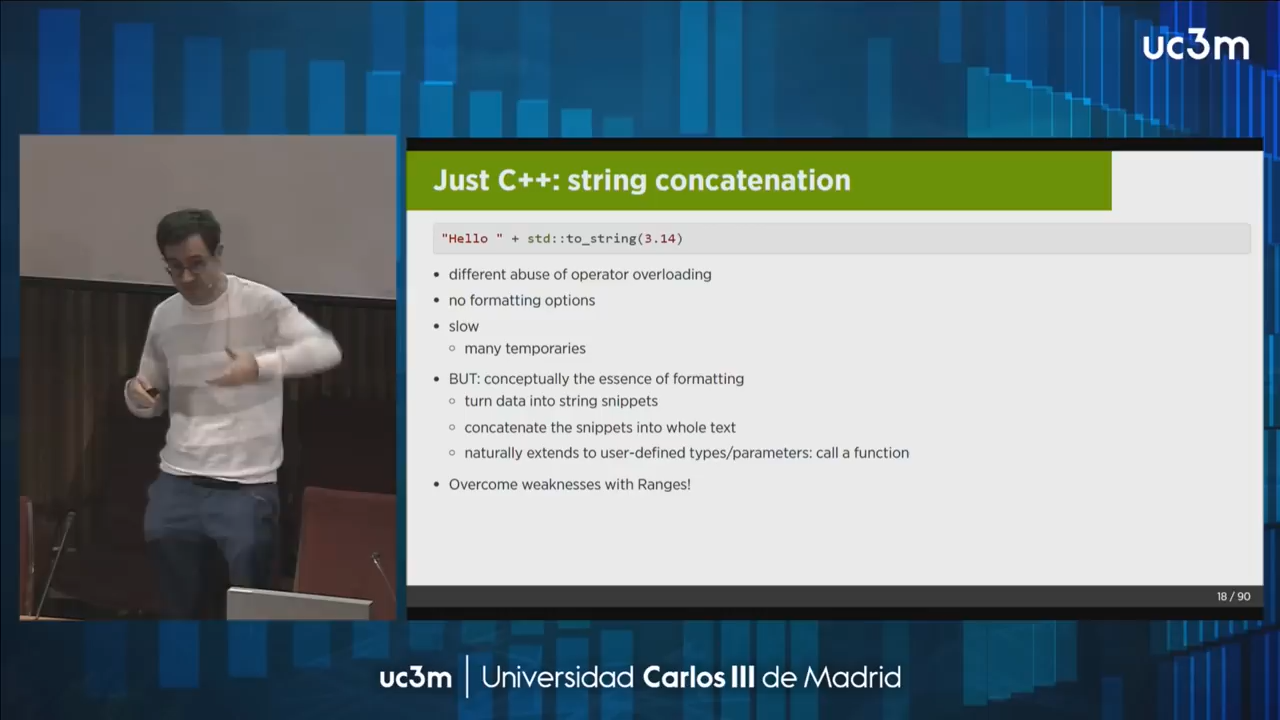 uc3m
Just C++: string concatenation
"Hello " + std::to_string(3.14)
• different abuse of operator overloading
• no formatting options
• slow
◦ many temporaries
• BUT: conceptually the essence of formatting
◦ turn data into string snippets
◦ concatenate the snippets into whole text
◦ naturally extends to user-defined types/parameters: call a function
• Overcome weaknesses with Ranges!
18 / 90
uc3m | Universidad Carlos III de Madrid